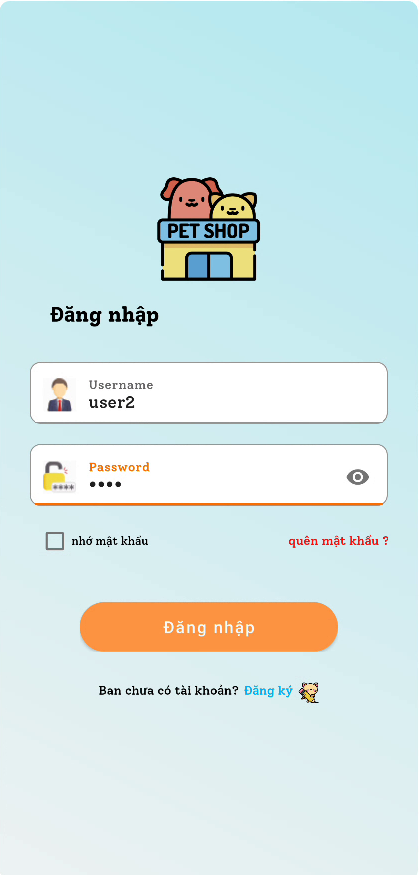 PET SHOP
Đăng nhập
Username
user2
Password
••••
nhớ mật khẩu
quên mật khẩu ?
Đăng nhập
Bạn chưa có tài khoản? Đăng ký